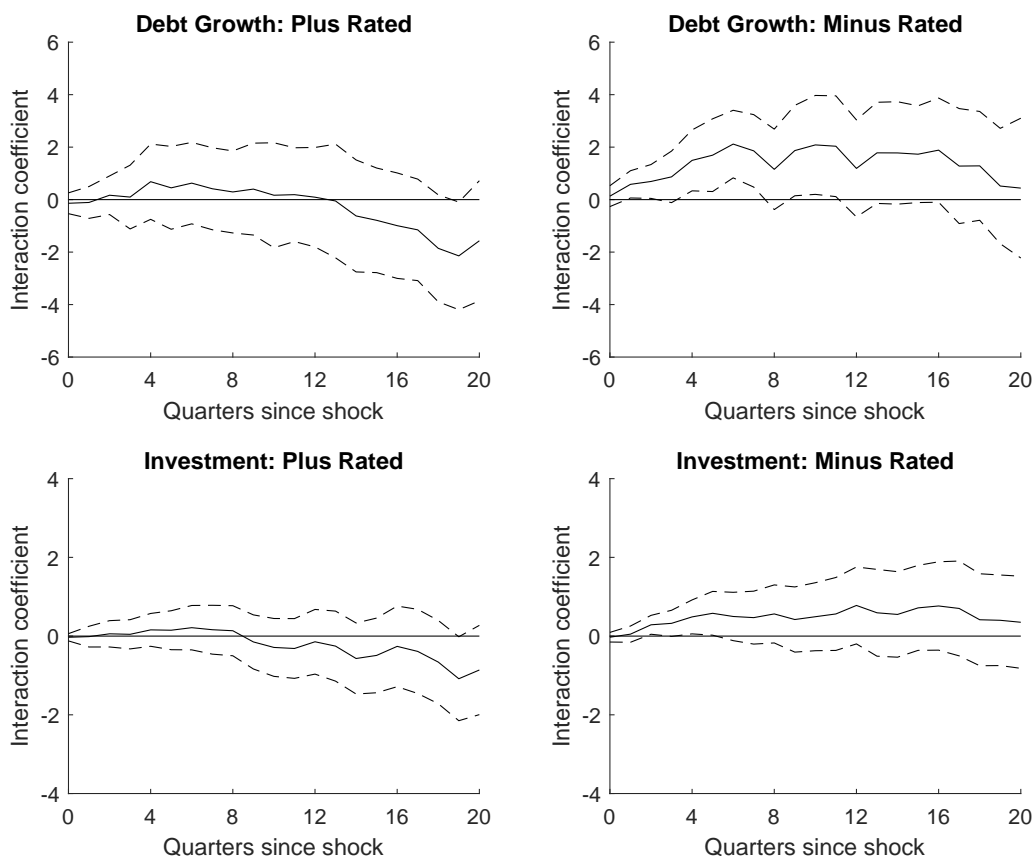 Debt Growth: Plus Rated
6
4
2
0
-2
-4
-6
Interaction coefficient
0 4 8 12 16 20
Quarters since shock
Debt Growth: Minus Rated
6
4
2
0
-2
-4
-6
Interaction coefficient
0 4 8 12 16 20
Quarters since shock
Investment: Plus Rated
4
2
0
-2
-4
Interaction coefficient
0 4 8 12 16 20
Quarters since shock
Investment: Minus Rated
4
2
0
-2
-4
Interaction coefficient
0 4 8 12 16 20
Quarters since shock